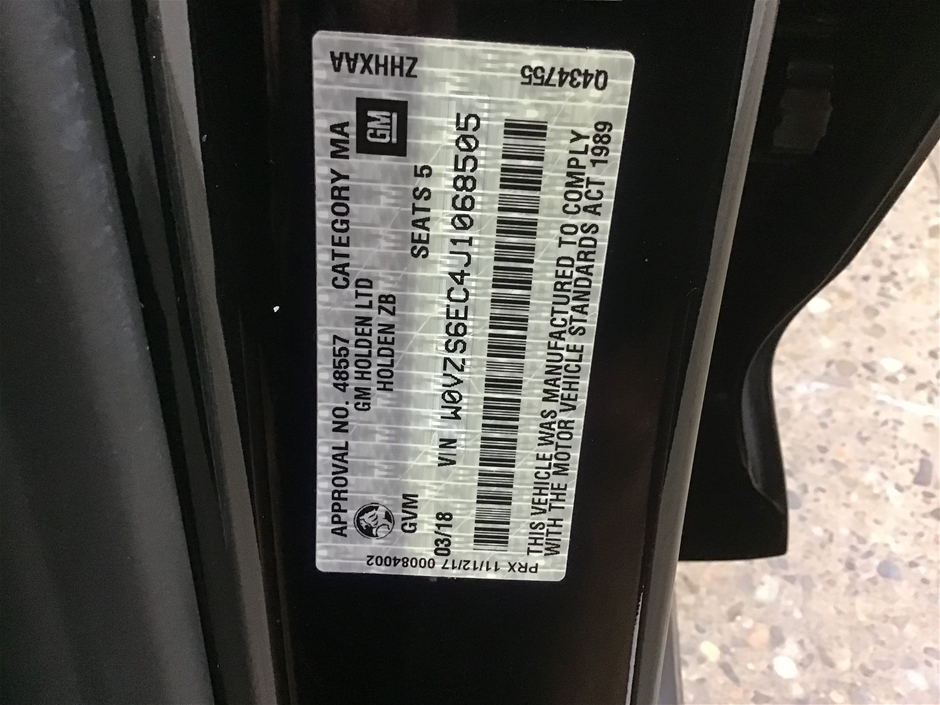 APPROVAL NO. 48557 CATEGORY MA
GM HOLDEN LTD
HOLDEN ZB
GM
GVM SEATS 5
03/18 VIN W0VZS6EC4J1068505
THIS VEHICLE WAS MANUFACTURED TO COMPLY
WITH THE MOTOR VEHICLE STANDARDS ACT 1989
PRX 11/12/17 00084002
ZHHXAA
Q434755